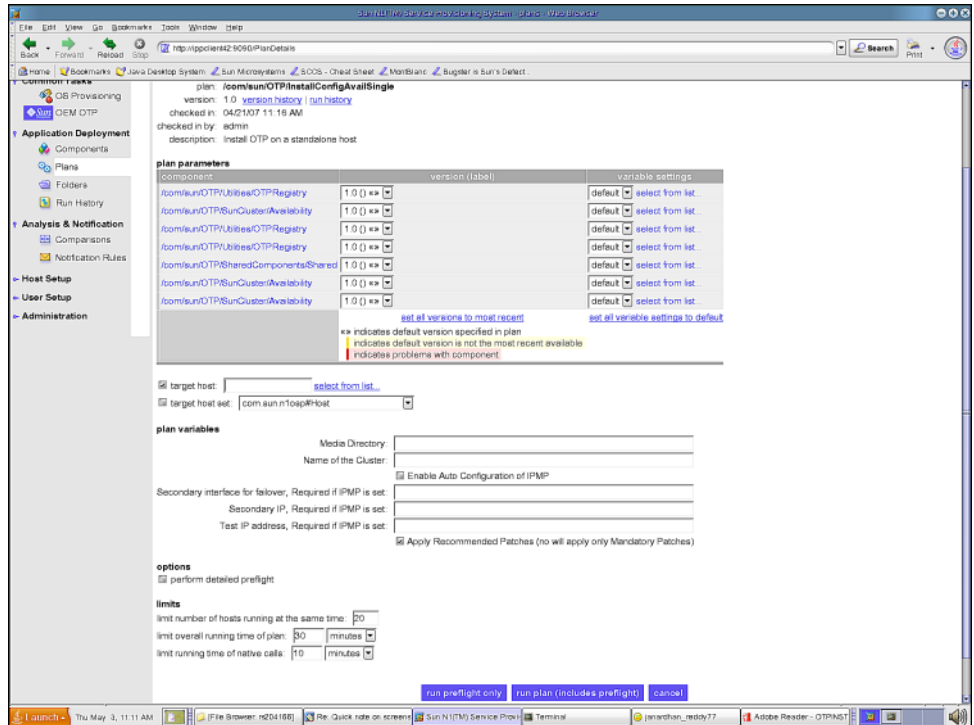 Sun N1(TM) Service Provisioning System - plans - Web Browser
File Edit View Go Bookmarks Tools Window Help
Back Forward Reload Stop http://ippclient42:9090/PlanDetails Search Print
Home Bookmarks Java Desktop System Sun Microsystems SCCS - Cheat Sheet MontBlanc Bugster is Sun's Defect..
Common Tasks
OS Provisioning
Sun OEM OTP
Application Deployment
Components
Plans
Folders
Run History
Analysis & Notification
Comparisons
Notification Rules
Host Setup
User Setup
Administration
plan: /com/sun/OTP/InstallConfigAvailSingle
version: 1.0 version history | run history
checked in: 04/21/07 11:16 AM
checked in by: admin
description: Install OTP on a standalone host
plan parameters
component version (label) variable settings
/com/sun/OTP/Utilities/OTPRegistry 1.0 () «» default select from list...
/com/sun/OTP/SunCluster/Availability 1.0 () «» default select from list...
/com/sun/OTP/Utilities/OTPRegistry 1.0 () «» default select from list...
/com/sun/OTP/Utilities/OTPRegistry 1.0 () «» default select from list...
/com/sun/OTP/SharedComponents/Shared 1.0 () «» default select from list...
/com/sun/OTP/SunCluster/Availability 1.0 () «» default select from list...
/com/sun/OTP/SunCluster/Availability 1.0 () «» default select from list...
set all versions to most recent set all variable settings to default
«» indicates default version specified in plan
indicates default version is not the most recent available
indicates problems with component
target host: select from list...
target host set: com.sun.n1osp#Host
plan variables
Media Directory:
Name of the Cluster:
Enable Auto Configuration of IPMP
Secondary interface for failover, Required if IPMP is set:
Secondary IP, Required if IPMP is set:
Test IP address, Required if IPMP is set:
Apply Recommended Patches (no will apply only Mandatory Patches)
options
perform detailed preflight
limits
limit number of hosts running at the same time: 20
limit overall running time of plan: 30 minutes
limit running time of native calls: 10 minutes
run preflight only run plan (includes preflight) cancel
Launch Thu May 3, 11:11 AM [File Browser: rs204166] Re: Quick note on screens Sun N1(TM) Service Provis Terminal janardhan_reddy77 Adobe Reader - OTPINST